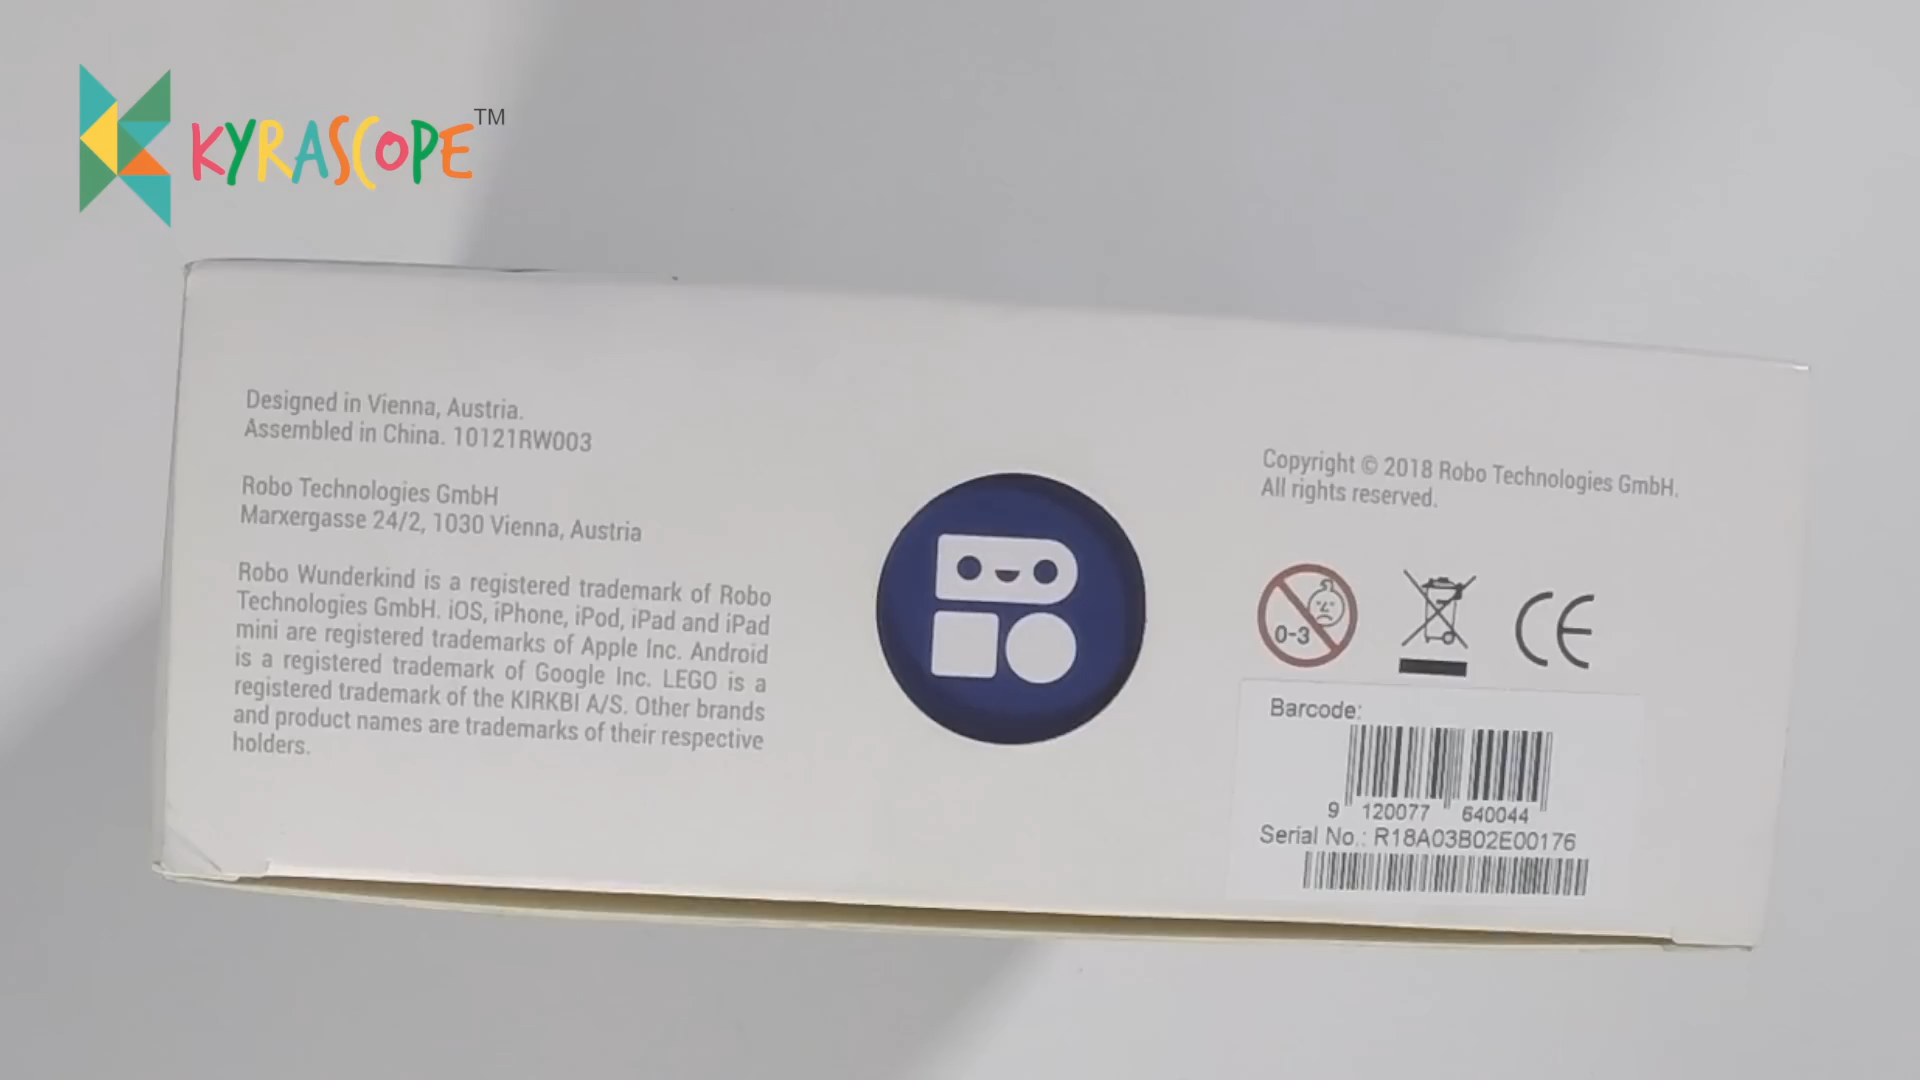 KYRASCOPE™
Designed in Vienna, Austria.
Assembled in China. 10121RW003
Robo Technologies GmbH
Marxergasse 24/2, 1030 Vienna, Austria
Robo Wunderkind is a registered trademark of Robo
Technologies GmbH. iOS, iPhone, iPod, iPad and iPad
mini are registered trademarks of Apple Inc. Android
is a registered trademark of Google Inc. LEGO is a
registered trademark of the KIRKBI A/S. Other brands
and product names are trademarks of their respective
holders.
Copyright © 2018 Robo Technologies GmbH.
All rights reserved.
0-3
CE
Barcode:
9 120077 640044
Serial No.: R18A03B02E00176